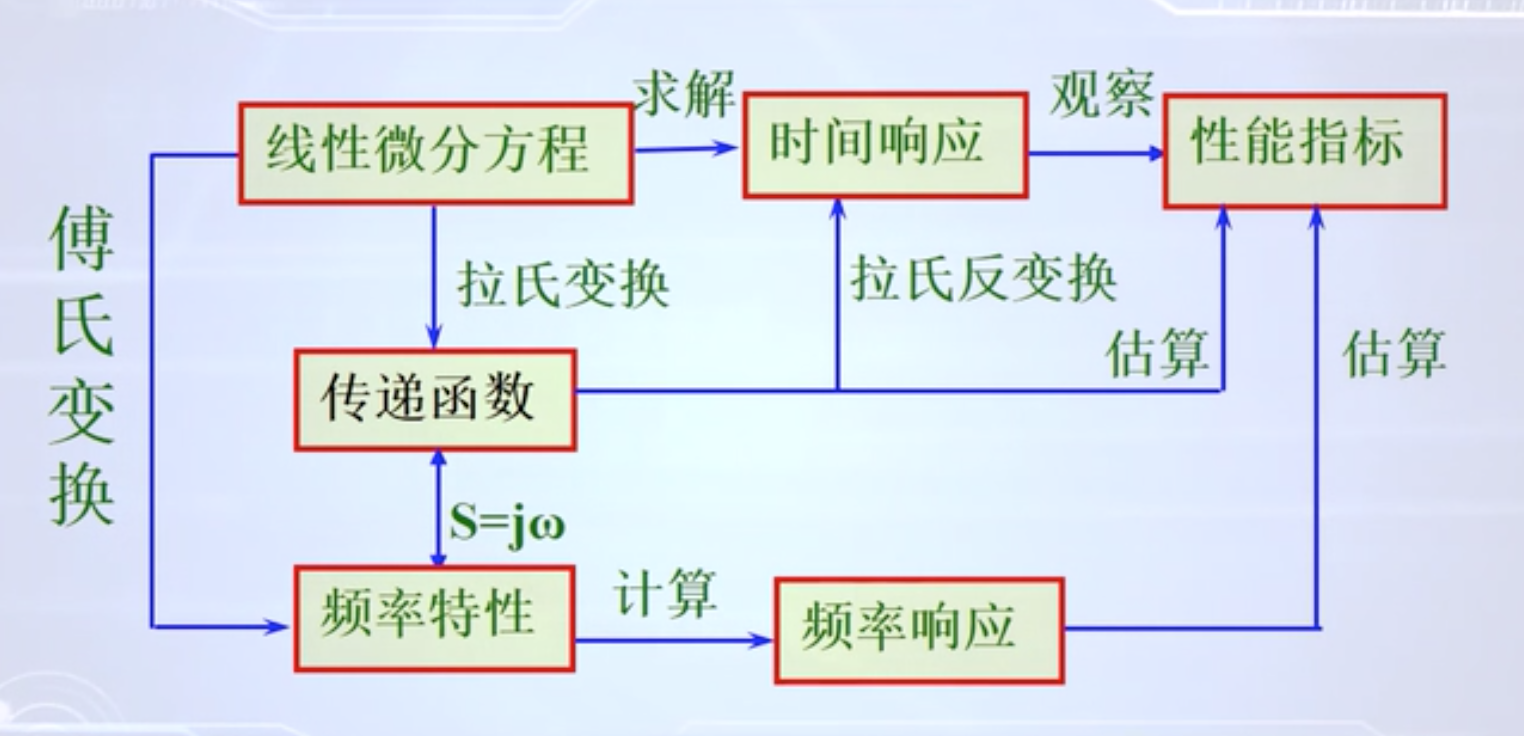 求解
观察
线性微分方程
时间响应
性能指标
傅氏变换
拉氏变换
拉氏反变换
估算
估算
传递函数
S=jω
频率特性
计算
频率响应